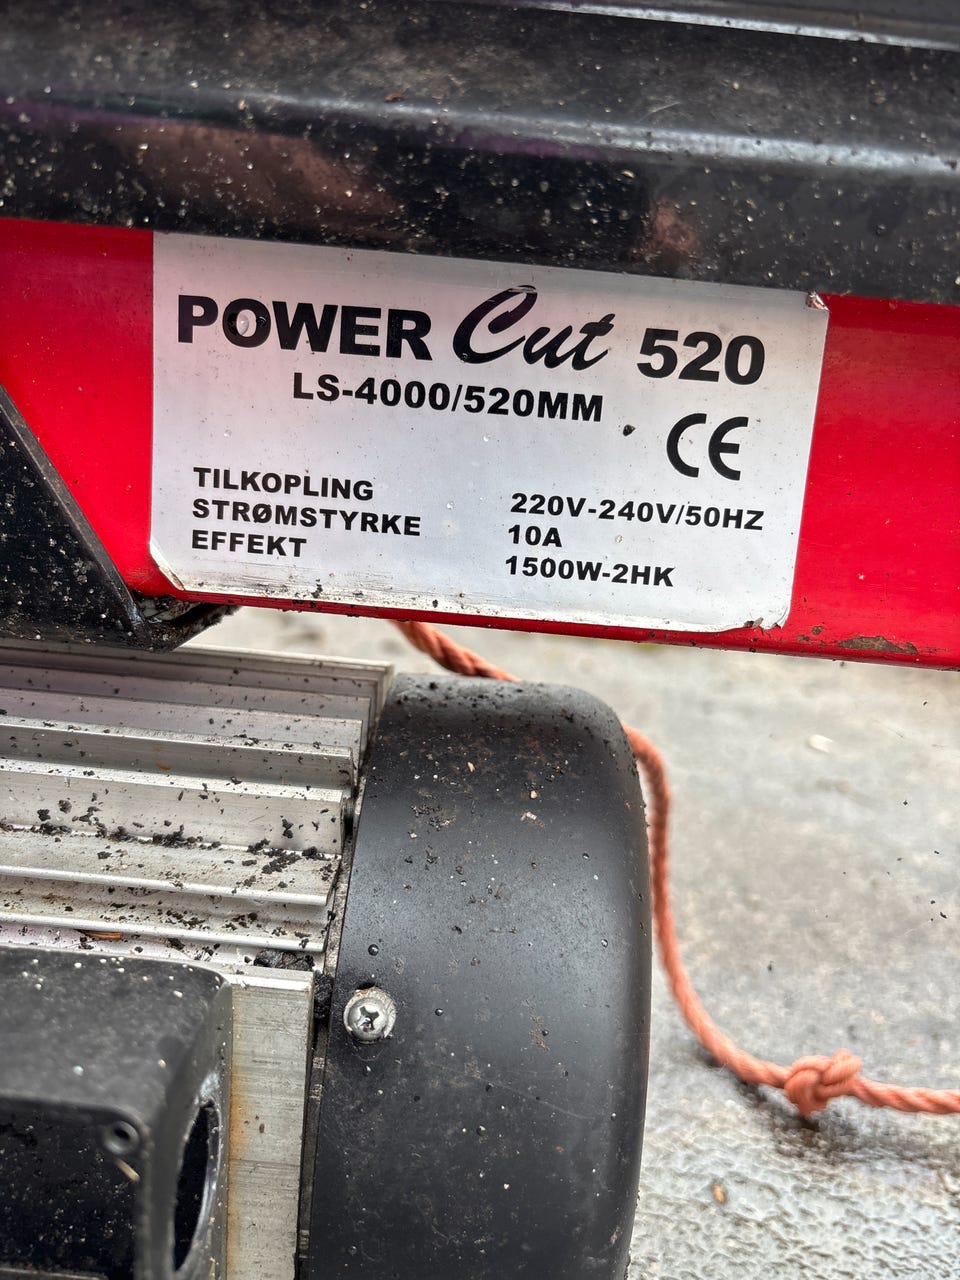 POWER Cut 520
LS-4000/520MM
CE
TILKOPLING 220V-240V/50HZ
STRØMSTYRKE 10A
EFFEKT 1500W-2HK